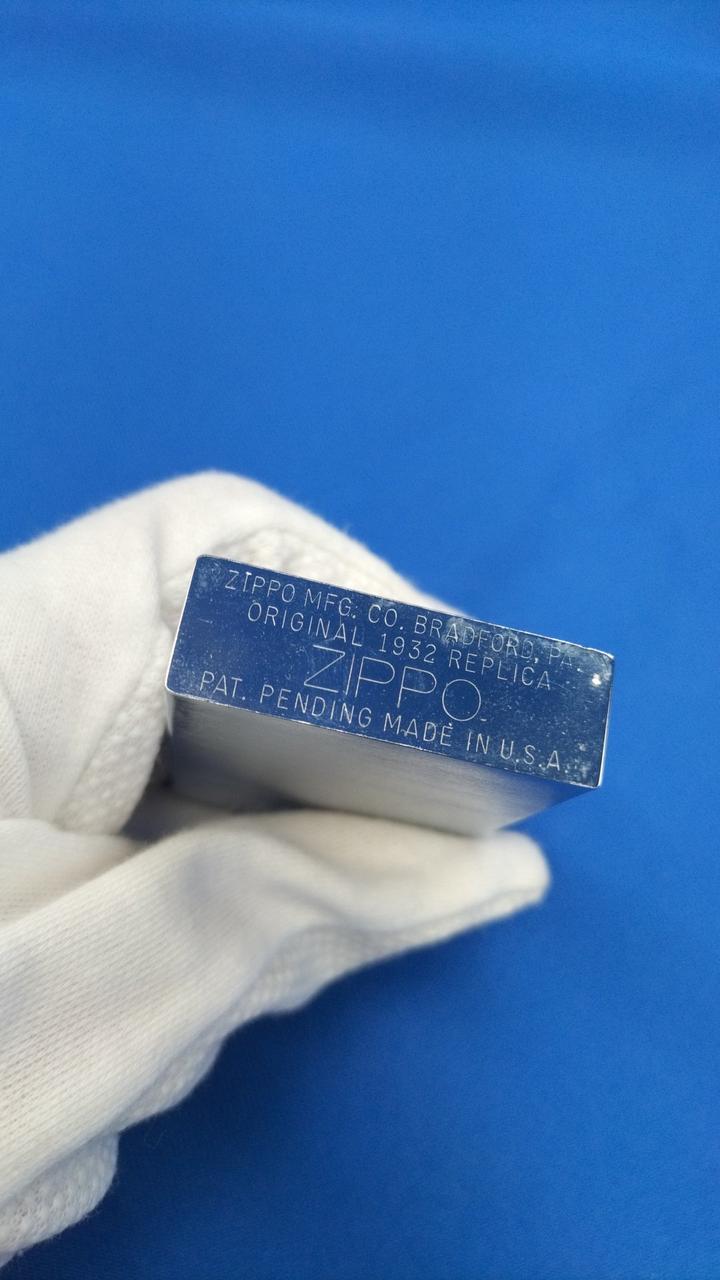 ZIPPO MFG. CO. BRADFORD, PA.
ORIGINAL 1932 REPLICA
ZIPPO
PAT. PENDING MADE IN U.S.A.